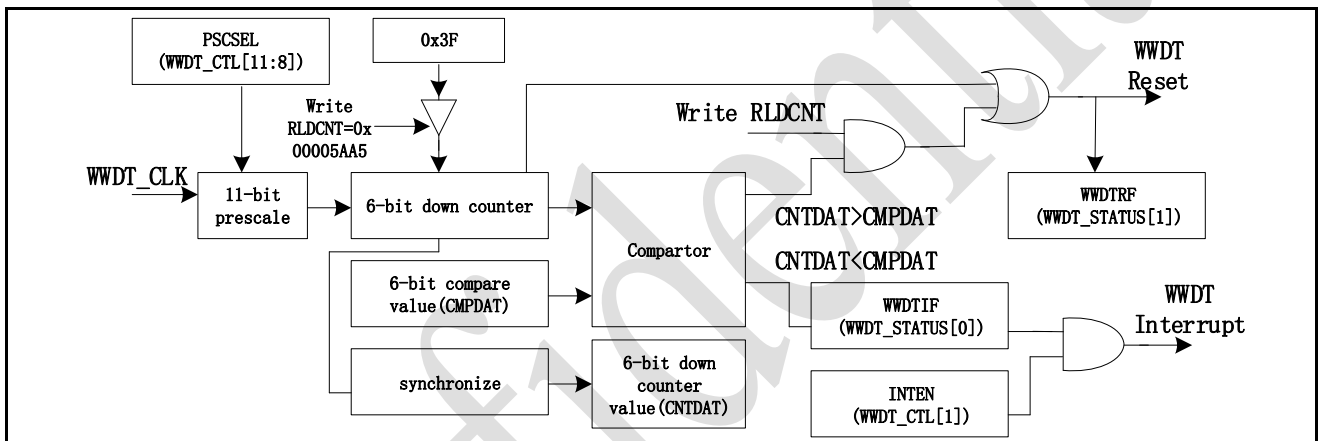 PSCSEL
(WWDT_CTL[11:8])
0x3F
WWDT
Reset
Write
RLDCNT=0x
00005AA5
Write RLDCNT
WWDT_CLK
11-bit
prescale
6-bit down counter
Compartor
CNTDAT>CMPDAT
CNTDAT<CMPDAT
WWDTRF
(WWDT_STATUS[1])
6-bit compare
value(CMPDAT)
WWDTIF
(WWDT_STATUS[0])
WWDT
Interrupt
synchronize
6-bit down
counter
value(CNTDAT)
INTEN
(WWDT_CTL[1])